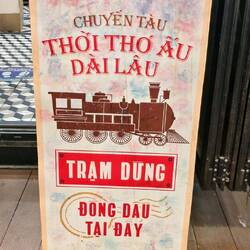 CHUYẾN TÀU
THỜI THƠ ẤU
DÀI LÂU
TRẠM DỪNG
ĐÓNG DẤU
TẠI ĐÂY